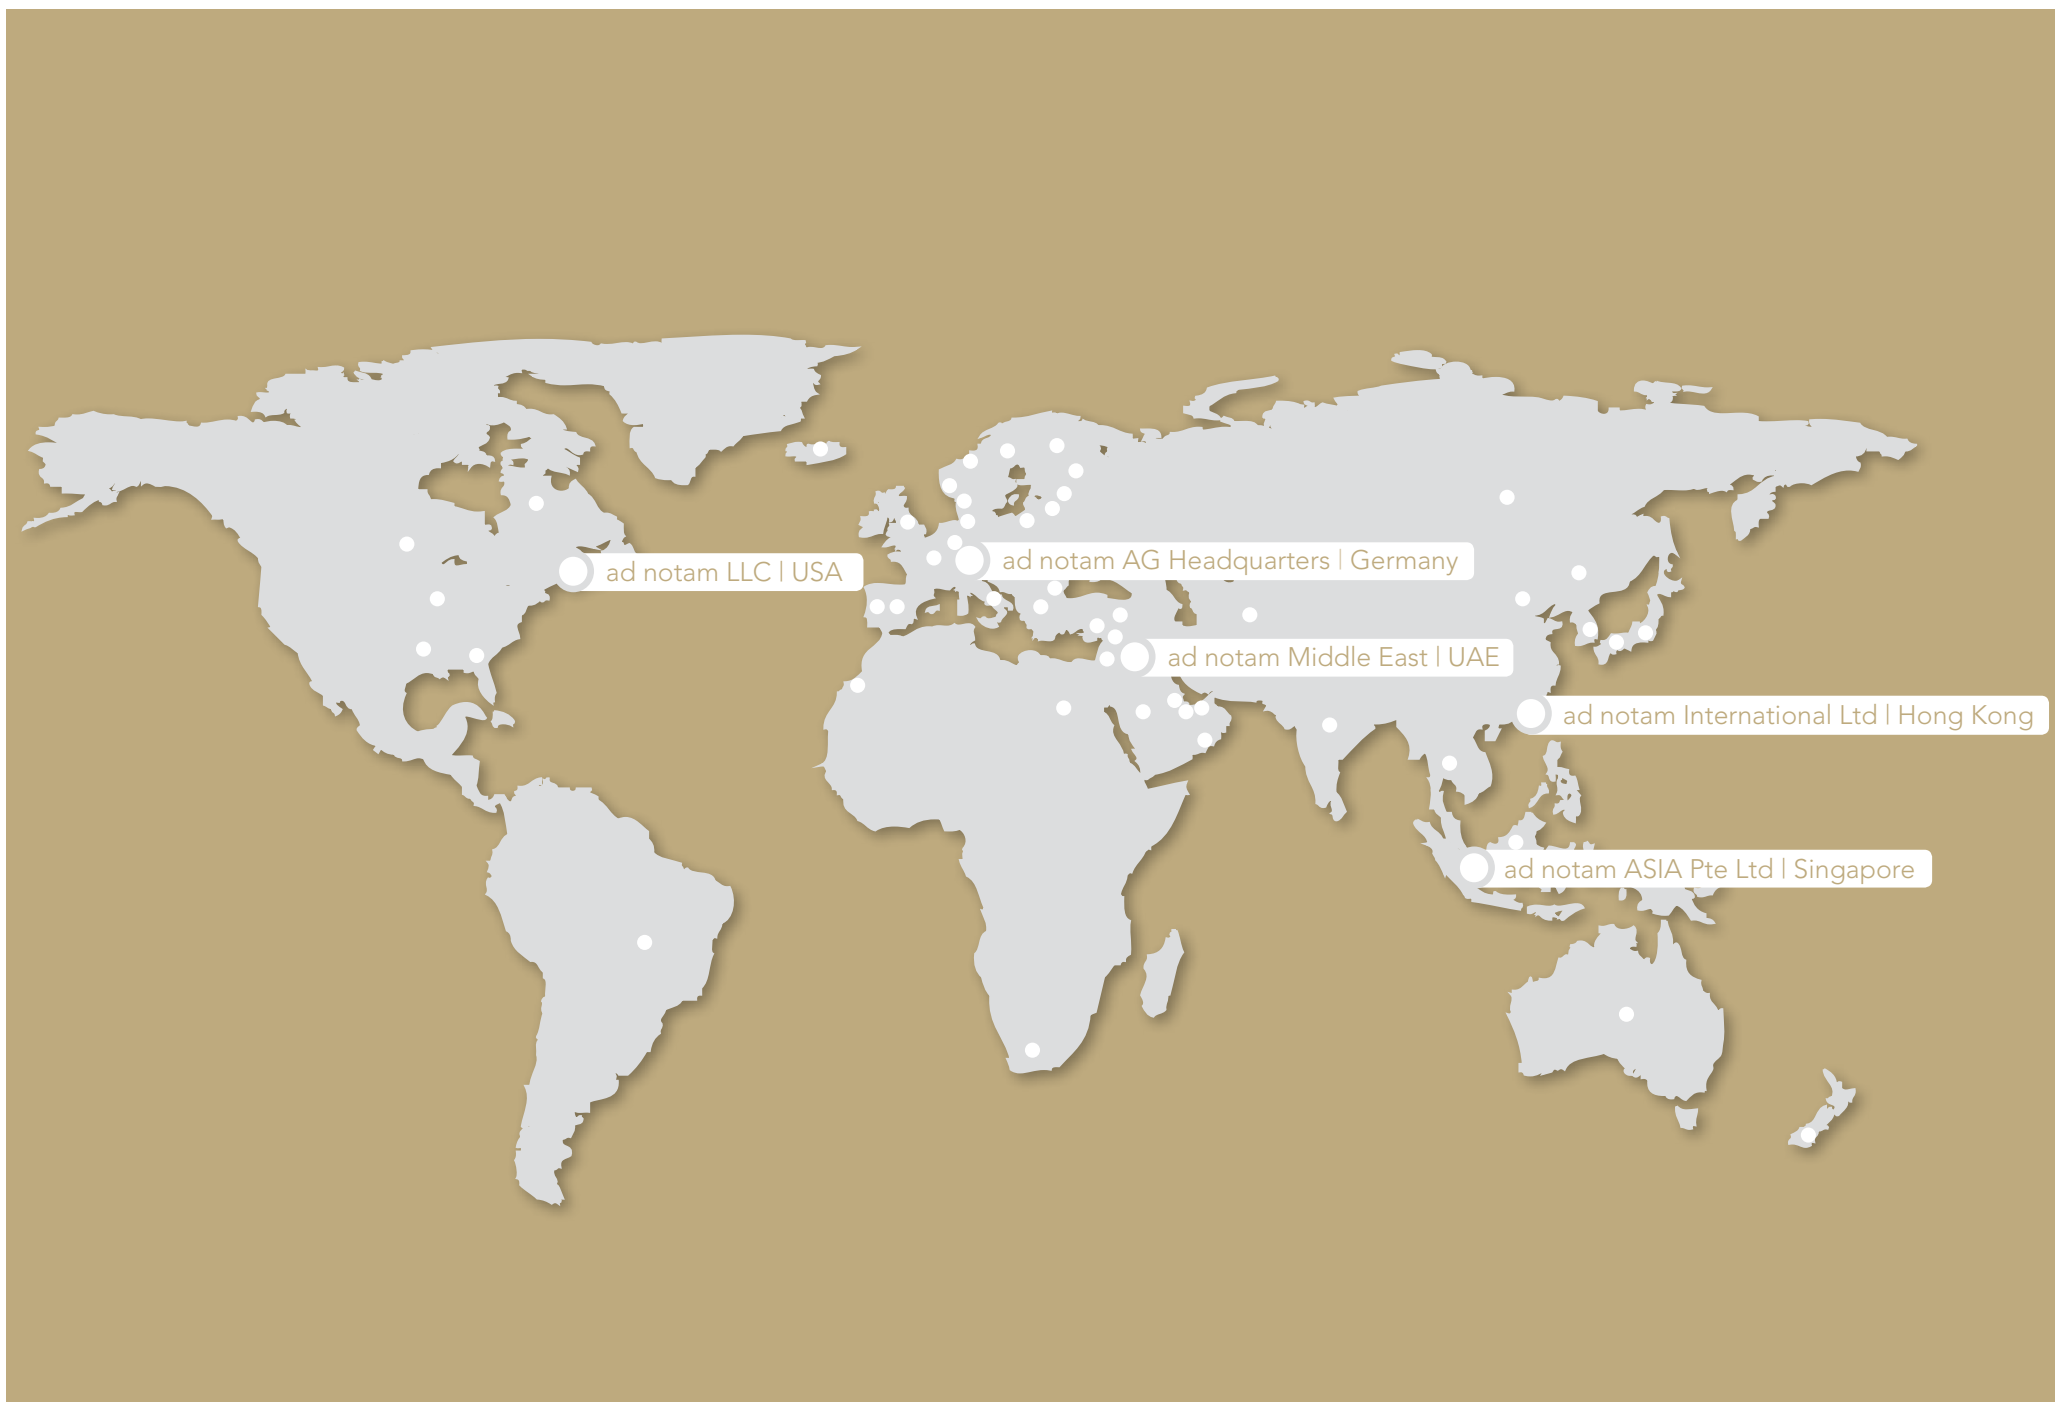 ad notam AG Headquarters | Germany
ad notam LLC | USA
ad notam Middle East | UAE
ad notam International Ltd | Hong Kong
ad notam ASIA Pte Ltd | Singapore